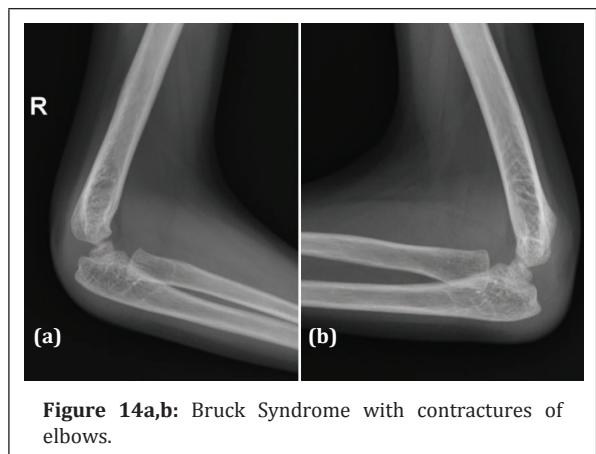 R
(a)
(b)
Figure 14a,b: Bruck Syndrome with contractures of
elbows.